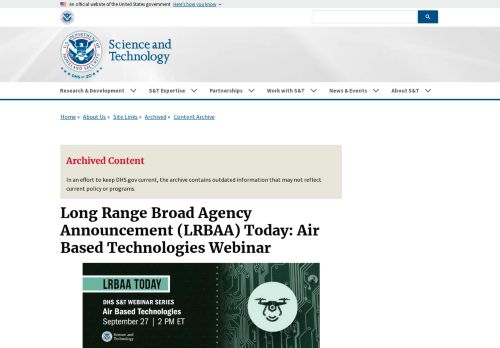 An official website of the United States government Here's how you know
Science and
Technology
Research & Development
S&T Expertise
Partnerships
Work with S&T
News & Events
About S&T
Home » About Us » Site Links » Archived » Content Archive
Archived Content
In an effort to keep DHS.gov current, the archive contains outdated information that may not reflect
current policy or programs.
Long Range Broad Agency
Announcement (LRBAA) Today: Air
Based Technologies Webinar
LRBAA TODAY
DHS S&T WEBINAR SERIES
Air Based Technologies
September 27 | 2 PM ET
Science and
Technology